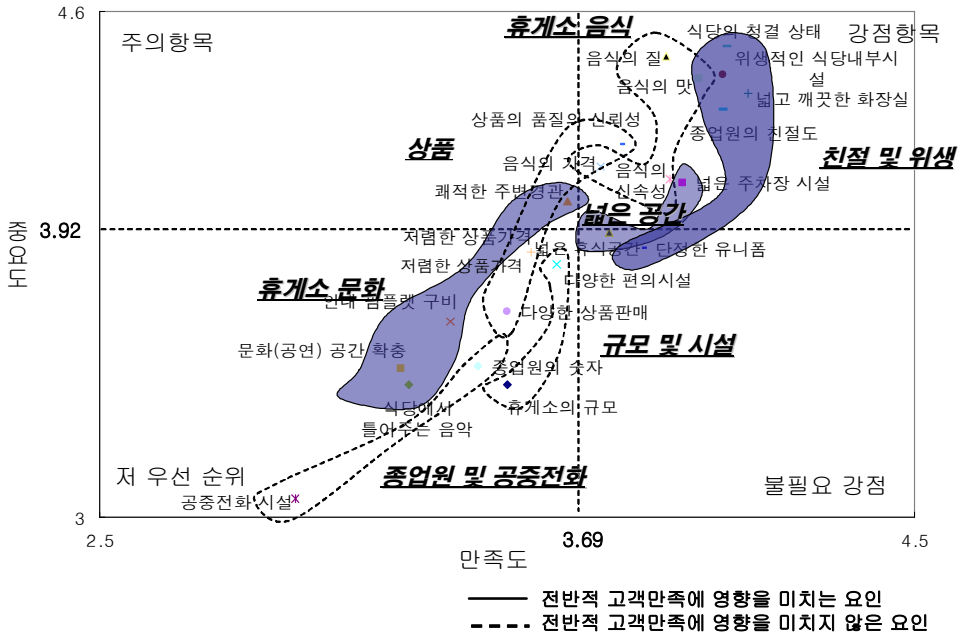 4.6
휴게소 음식
주의항목
식당의 청결 상태
강점항목
음식의 질
위생적인 식당내부시
설
음식의 맛
넓고 깨끗한 화장실
상품의 품질의 신뢰성
종업원의 친절도
상품
친절 및 위생
음식의 가격
음식의
신속성
넓은 주차장 시설
쾌적한 주변경관
넓은 공간
중요도
3.92
저렴한 상품가격
넓은 휴식공간
단정한 유니폼
저렴한 상품가격
다양한 편의시설
휴게소 문화
안내 팜플렛 구비
다양한 상품판매
규모 및 시설
문화(공연) 공간 확충
종업원의 숫자
식당에서
틀어주는 음악
휴게소의 규모
저 우선 순위
종업원 및 공중전화
불필요 강점
공중전화 시설
3
2.5
3.69
4.5
만족도
전반적 고객만족에 영향을 미치는 요인
전반적 고객만족에 영향을 미치지 않은 요인